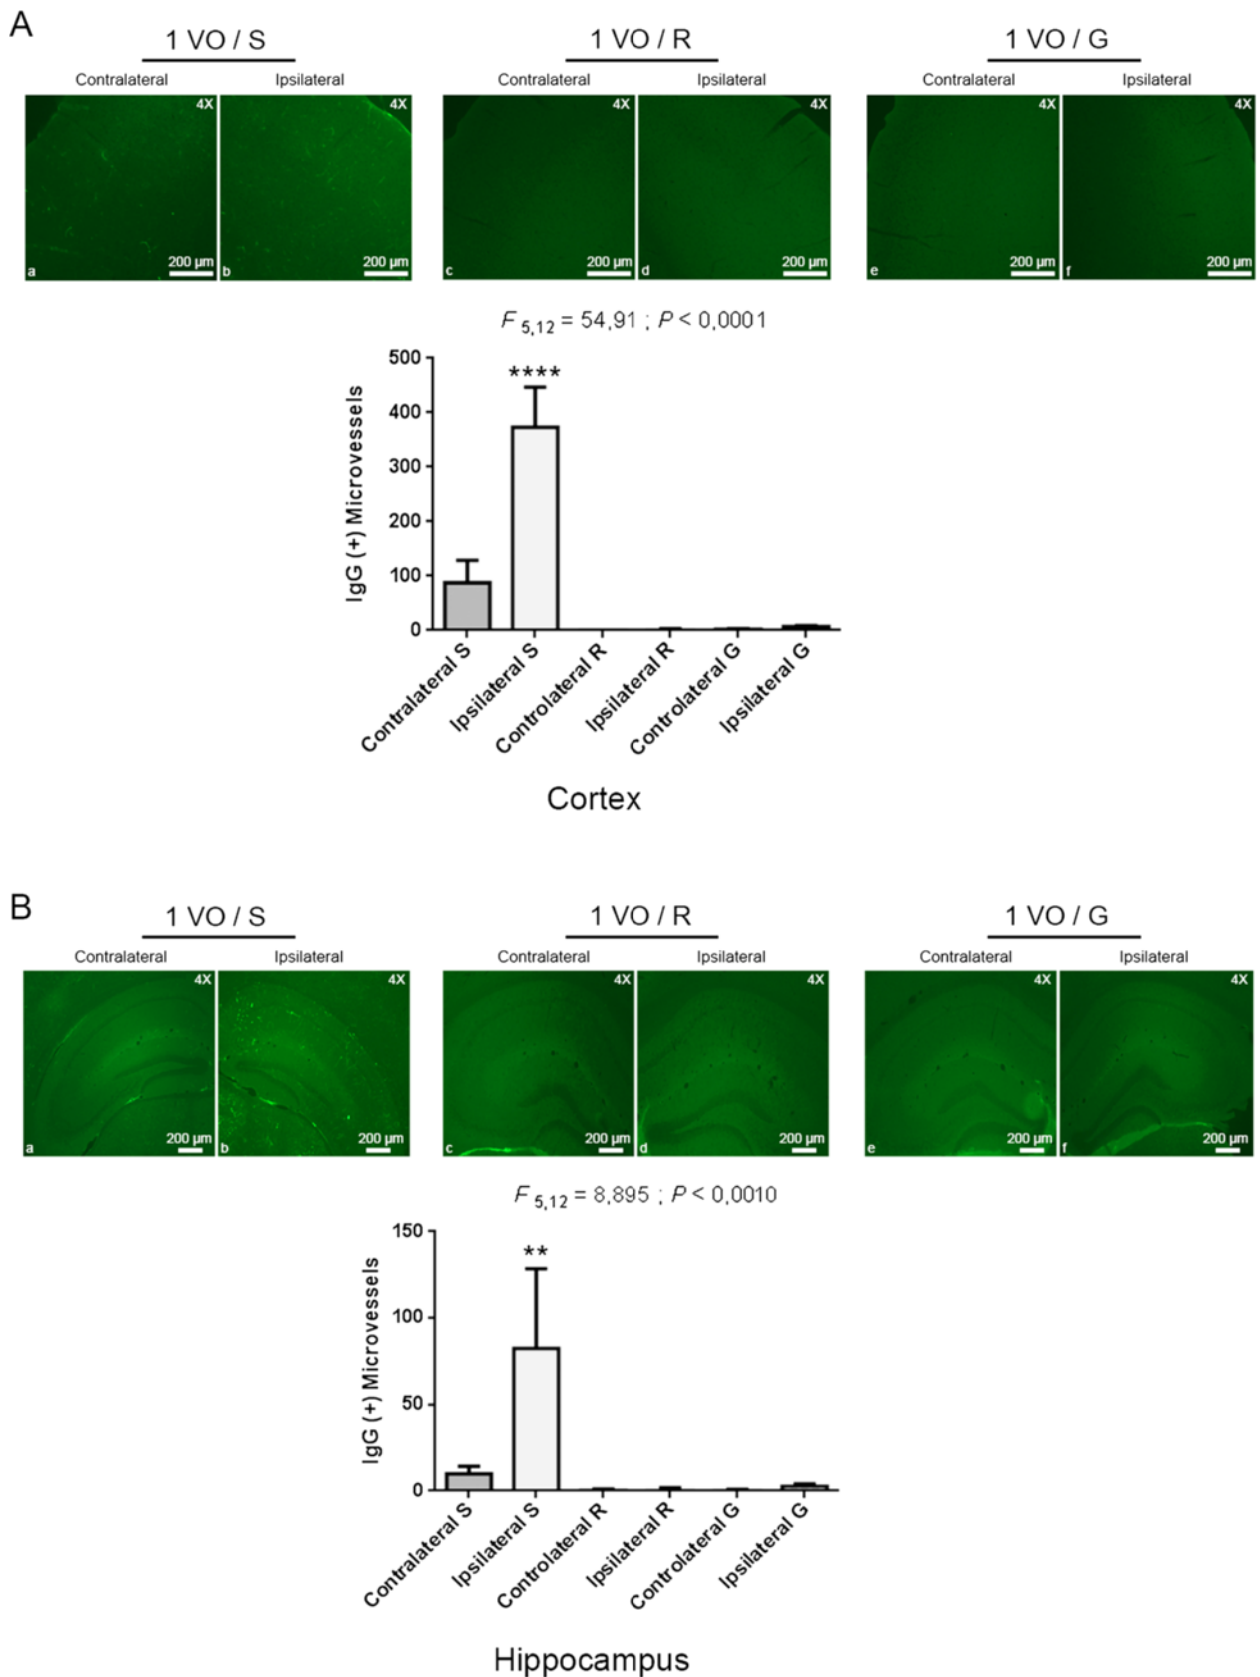 A
1 VO / S
1 VO / R
1 VO / G
Contralateral
Ipsilateral
Contralateral
Ipsilateral
Contralateral
Ipsilateral
4X
4X
4X
4X
4X
4X
a
200 µm
b
200 µm
c
200 µm
d
200 µm
e
200 µm
f
200 µm
F 5,12 = 54,91 ; P < 0,0001
IgG (+) Microvessels
500
400
300
200
100
0
****
Contralateral S
Ipsilateral S
Controlateral R
Ipsilateral R
Controlateral G
Ipsilateral G
Cortex
B
1 VO / S
1 VO / R
1 VO / G
Contralateral
Ipsilateral
Contralateral
Ipsilateral
Contralateral
Ipsilateral
4X
4X
4X
4X
4X
4X
a
200 µm
b
200 µm
c
200 µm
d
200 µm
e
200 µm
f
200 µm
F 5,12 = 8,895 ; P < 0,0010
IgG (+) Microvessels
150
100
50
0
**
Contralateral S
Ipsilateral S
Controlateral R
Ipsilateral R
Controlateral G
Ipsilateral G
Hippocampus